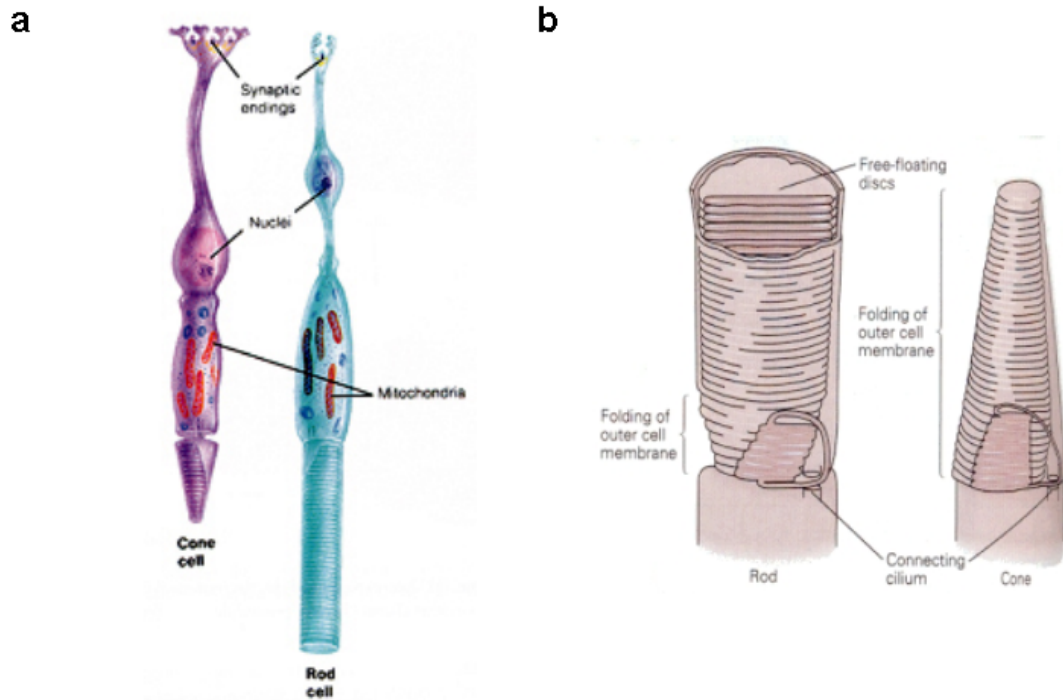 a
b
Synaptic
endings
Nuclei
Mitochondria
Cone
cell
Rod
cell
Free-floating
discs
Folding of
outer cell
membrane
Folding of
outer cell
membrane
Connecting
cilium
Rod
Cone